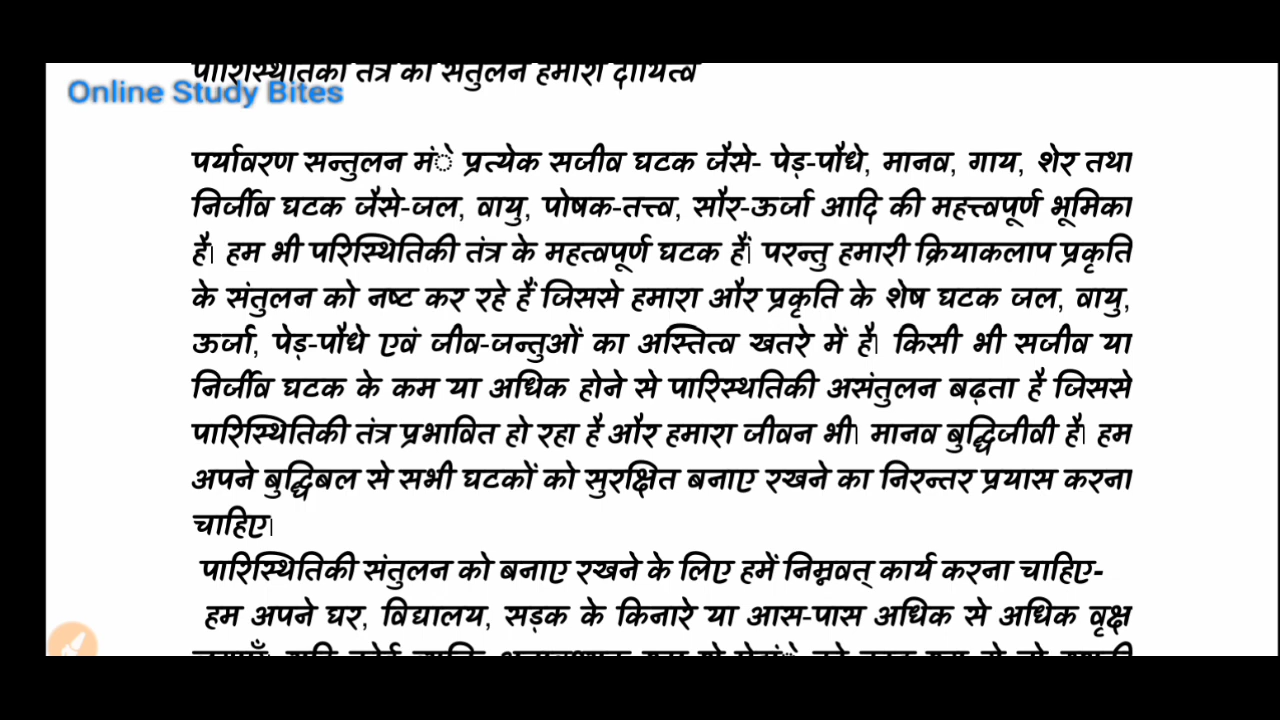 पारिस्थितिकी तंत्र का संतुलन हमारा दायित्व
Online Study Bites
पर्यावरण सन्तुलन मंे प्रत्येक सजीव घटक जैसे- पेड़-पौधे, मानव, गाय, शेर तथा
निर्जीव घटक जैसे-जल, वायु, पोषक-तत्त्व, सौर-ऊर्जा आदि की महत्त्वपूर्ण भूमिका
है। हम भी परिस्थितिकी तंत्र के महत्वपूर्ण घटक हैं। परन्तु हमारी क्रियाकलाप प्रकृति
के संतुलन को नष्ट कर रहे हैं जिससे हमारा और प्रकृति के शेष घटक जल, वायु,
ऊर्जा, पेड़-पौधे एवं जीव-जन्तुओं का अस्तित्व खतरे में है। किसी भी सजीव या
निर्जीव घटक के कम या अधिक होने से पारिस्थतिकी असंतुलन बढ़ता है जिससे
पारिस्थितिकी तंत्र प्रभावित हो रहा है और हमारा जीवन भी। मानव बुद्धिजीवी है। हम
अपने बुद्धिबल से सभी घटकों को सुरक्षित बनाए रखने का निरन्तर प्रयास करना
चाहिए।
पारिस्थितिकी संतुलन को बनाए रखने के लिए हमें निम्नवत् कार्य करना चाहिए-
हम अपने घर, विद्यालय, सड़क के किनारे या आस-पास अधिक से अधिक वृक्ष